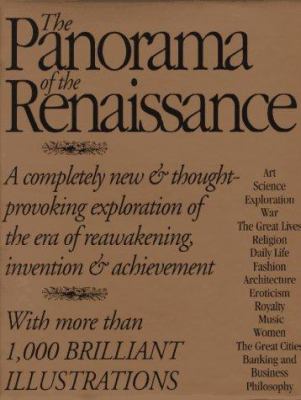 The
Panorama
of the
Renaissance
A completely new & thought-
provoking exploration of
the era of reawakening,
invention & achievement
With more than
1,000 BRILLIANT
ILLUSTRATIONS
Art
Science
Exploration
War
The Great Lives
Religion
Daily Life
Fashion
Architecture
Eroticism
Royalty
Music
Women
The Great Cities
Banking and
Business
Philosophy